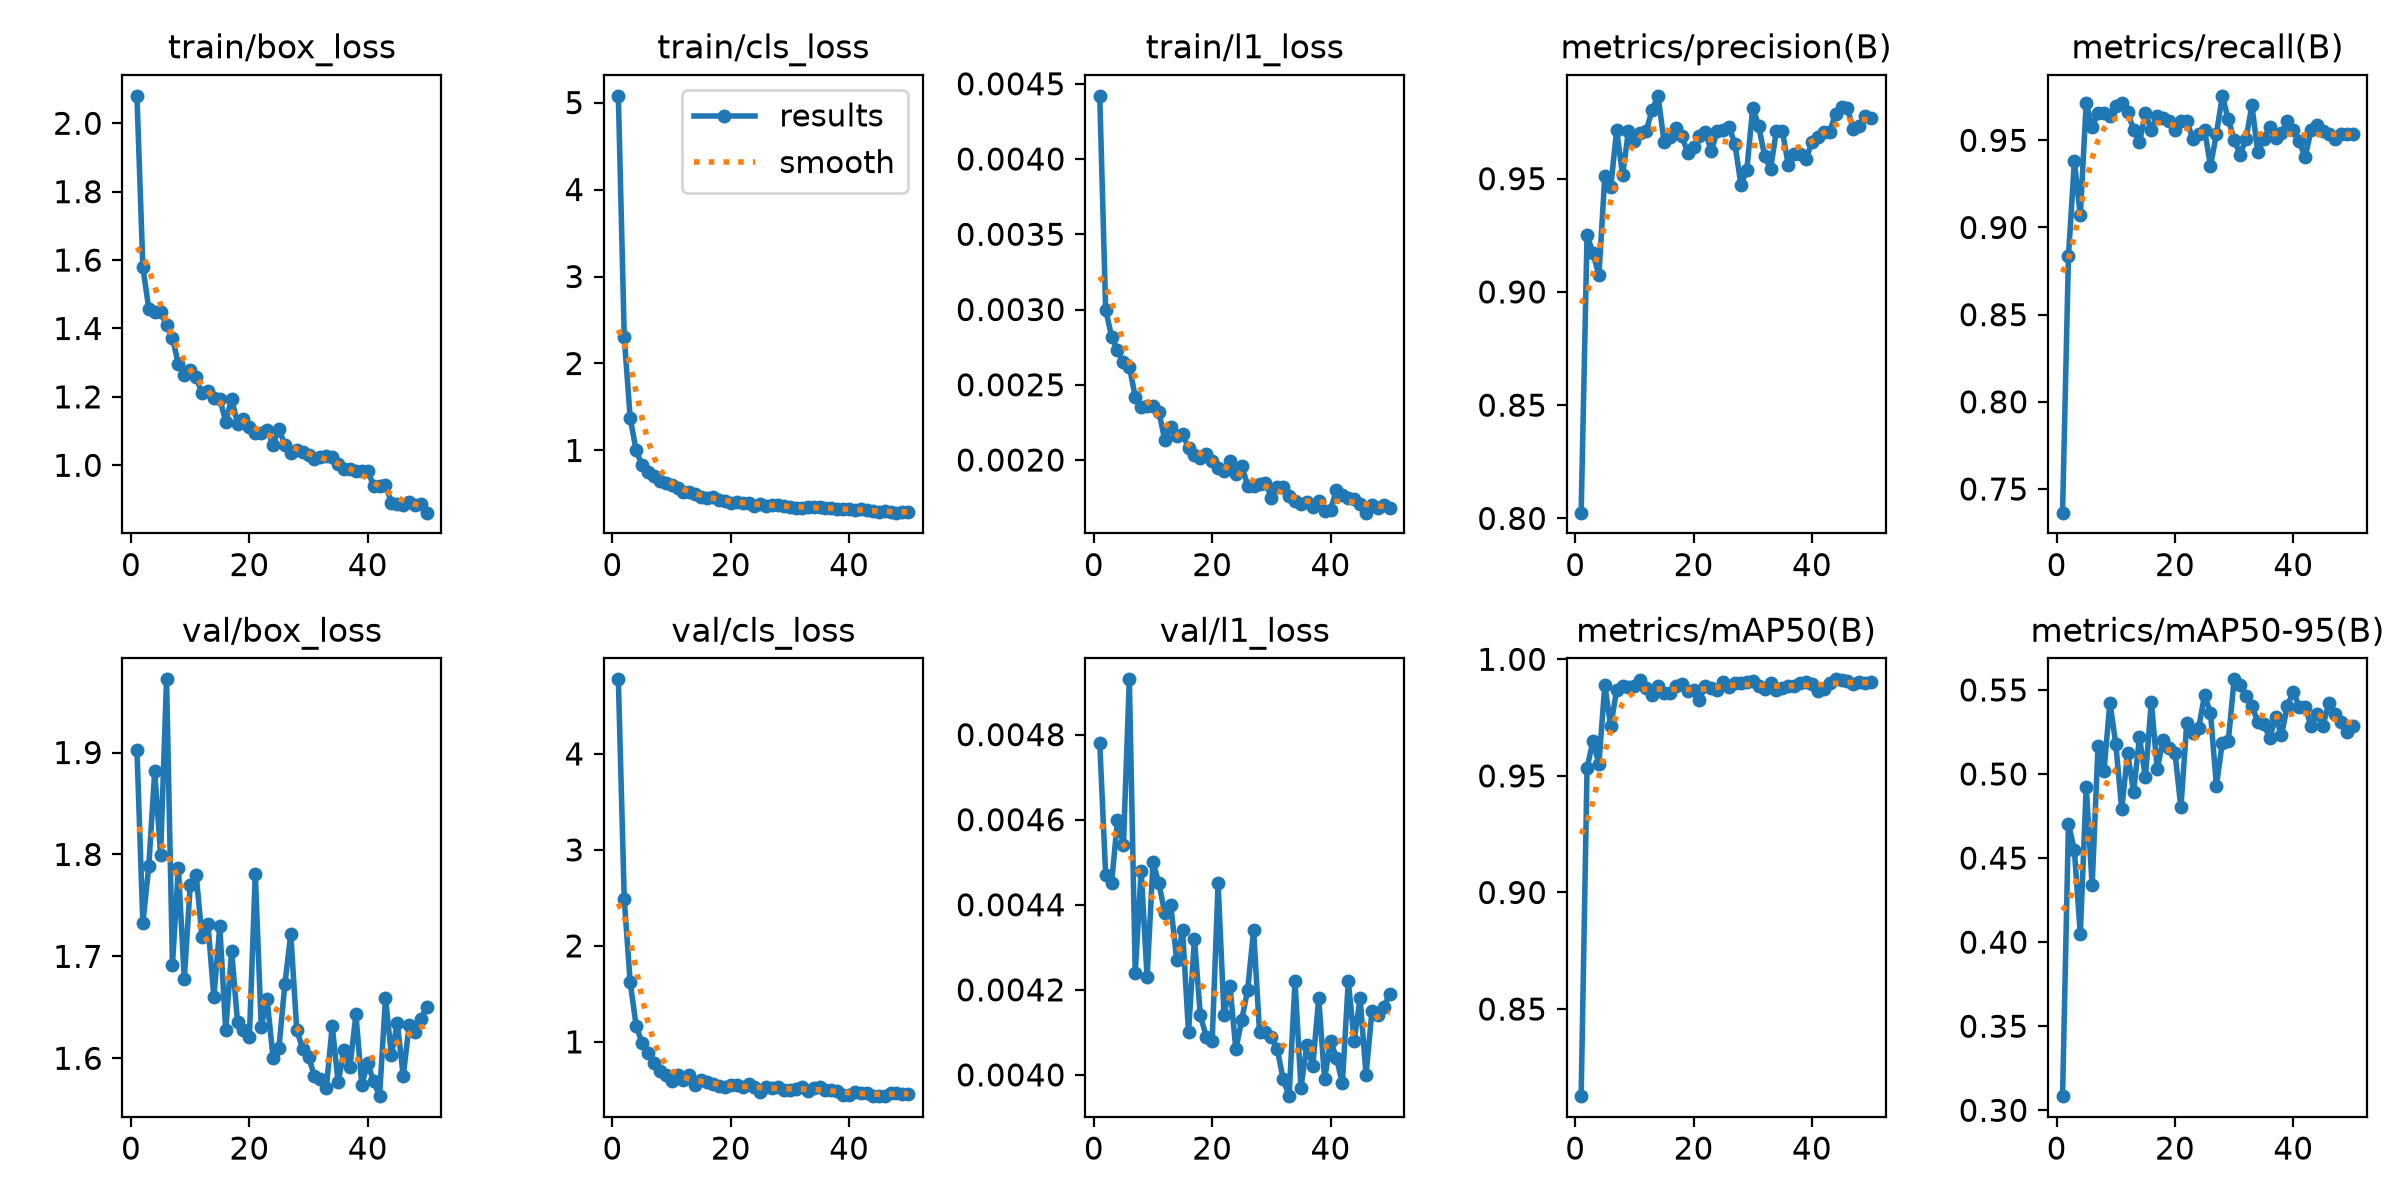 train/box_loss
2.0
1.8
1.6
1.4
1.2
1.0
0 20 40
train/cls_loss
results
smooth
5
4
3
2
1
0 20 40
train/l1_loss
0.0045
0.0040
0.0035
0.0030
0.0025
0.0020
0 20 40
metrics/precision(B)
0.95
0.90
0.85
0.80
0 20 40
metrics/recall(B)
0.95
0.90
0.85
0.80
0.75
0 20 40
val/box_loss
1.9
1.8
1.7
1.6
0 20 40
val/cls_loss
4
3
2
1
0 20 40
val/l1_loss
0.0048
0.0046
0.0044
0.0042
0.0040
0 20 40
metrics/mAP50(B)
1.00
0.95
0.90
0.85
0 20 40
metrics/mAP50-95(B)
0.55
0.50
0.45
0.40
0.35
0.30
0 20 40